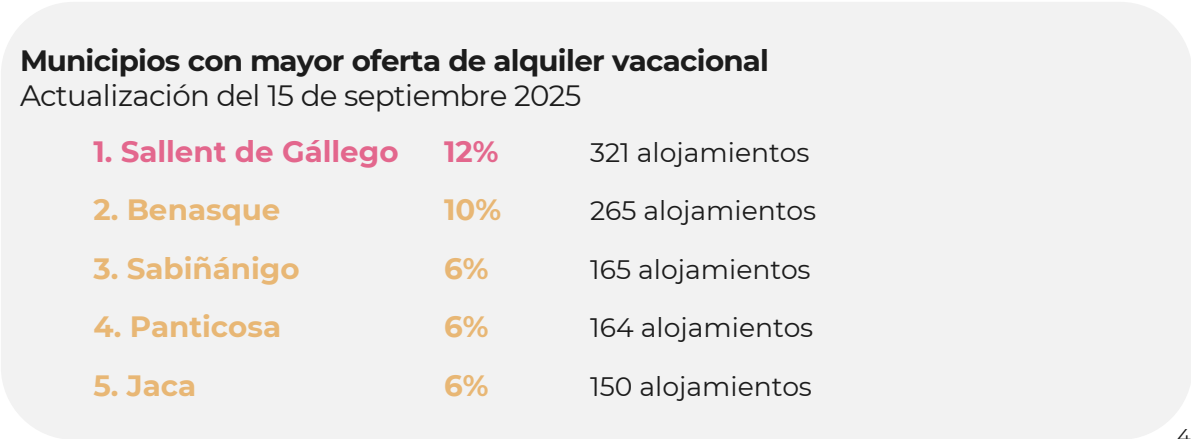 Municipios con mayor oferta de alquiler vacacional
Actualización del 15 de septiembre 2025
1. Sallent de Gállego 12% 321 alojamientos
2. Benasque 10% 265 alojamientos
3. Sabiñánigo 6% 165 alojamientos
4. Panticosa 6% 164 alojamientos
5. Jaca 6% 150 alojamientos
4